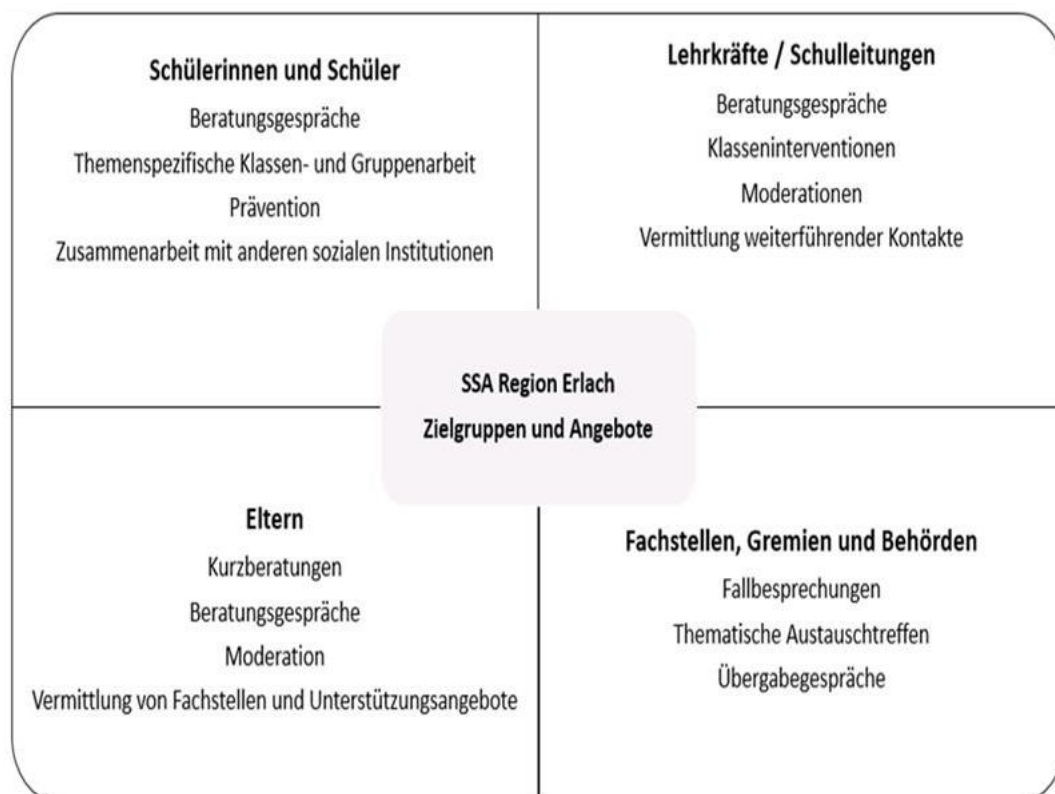 Schülerinnen und Schüler
Beratungsgespräche
Themenspezifische Klassen- und Gruppenarbeit
Prävention
Zusammenarbeit mit anderen sozialen Institutionen
Lehrkräfte / Schulleitungen
Beratungsgespräche
Klasseninterventionen
Moderationen
Vermittlung weiterführender Kontakte
SSA Region Erlach
Zielgruppen und Angebote
Eltern
Kurzberatungen
Beratungsgespräche
Moderation
Vermittlung von Fachstellen und Unterstützungsangebote
Fachstellen, Gremien und Behörden
Fallbesprechungen
Thematische Austauschtreffen
Übergabegespräche